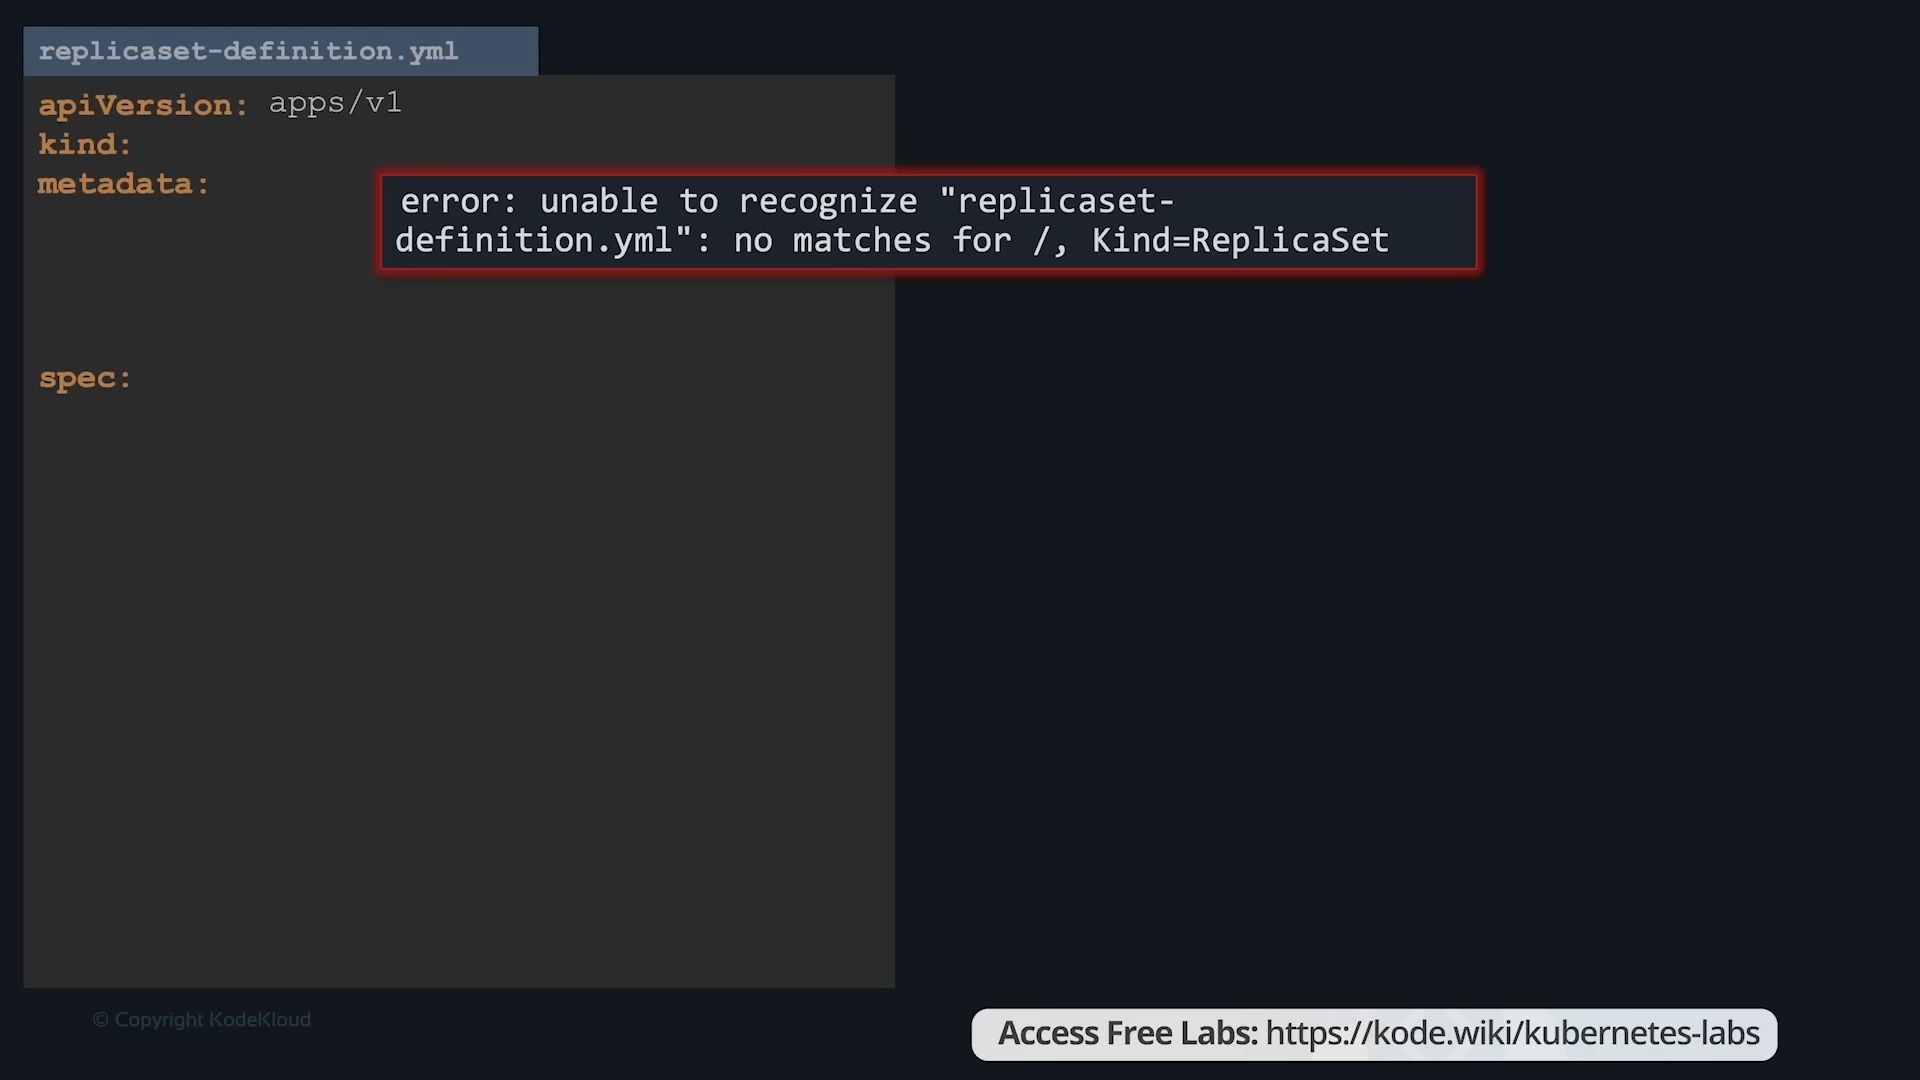 replicaset-definition.yml
apiVersion: apps/v1
kind:
metadata:
error: unable to recognize "replicaset-
definition.yml": no matches for /, Kind=ReplicaSet
spec:
© Copyright KodeKloud
Access Free Labs: https://kode.wiki/kubernetes-labs